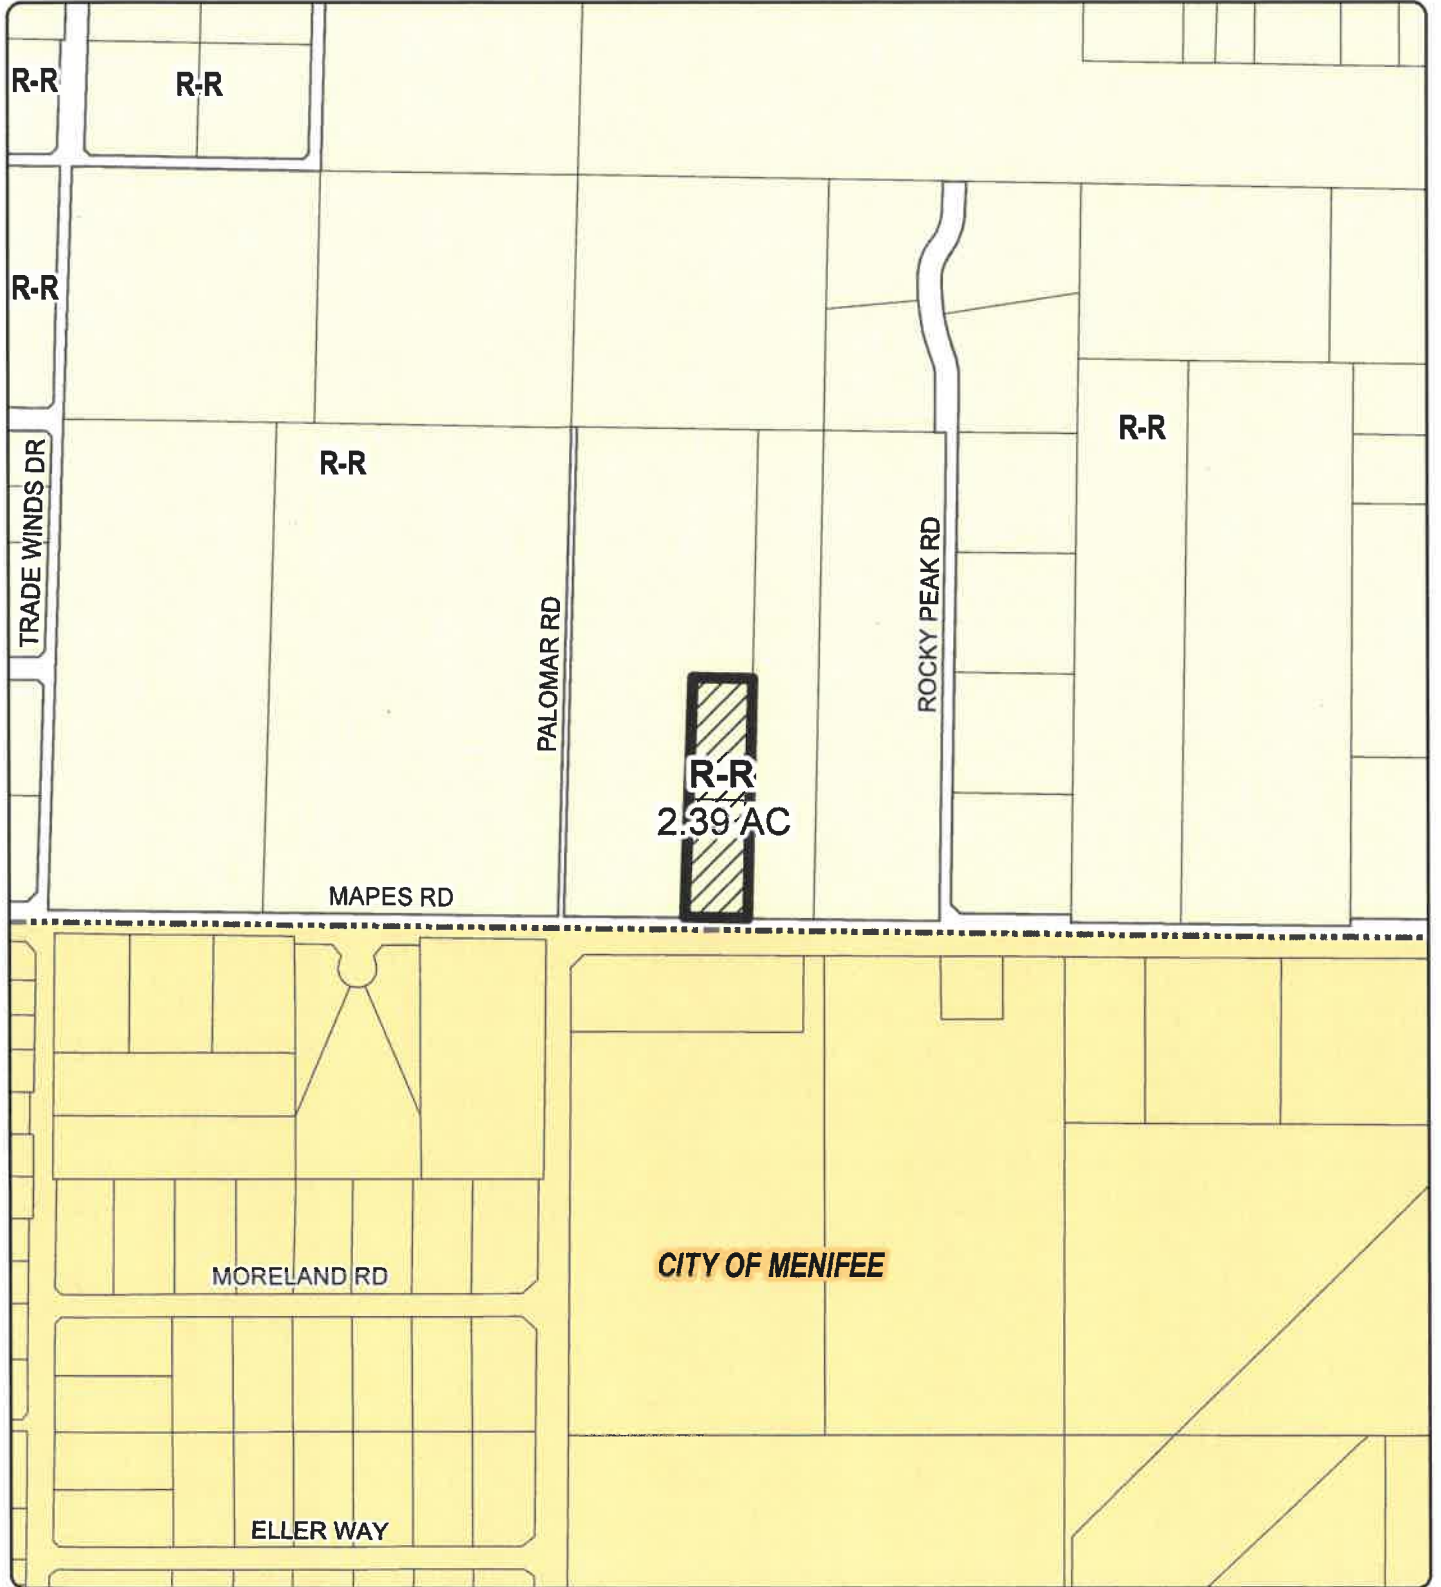 R-R
R-R
R-R
R-R
R-R
TRADE WINDS DR
PALOMAR RD
ROCKY PEAK RD
R-R
2.39 AC
MAPES RD
CITY OF MENIFEE
MORELAND RD
ELLER WAY